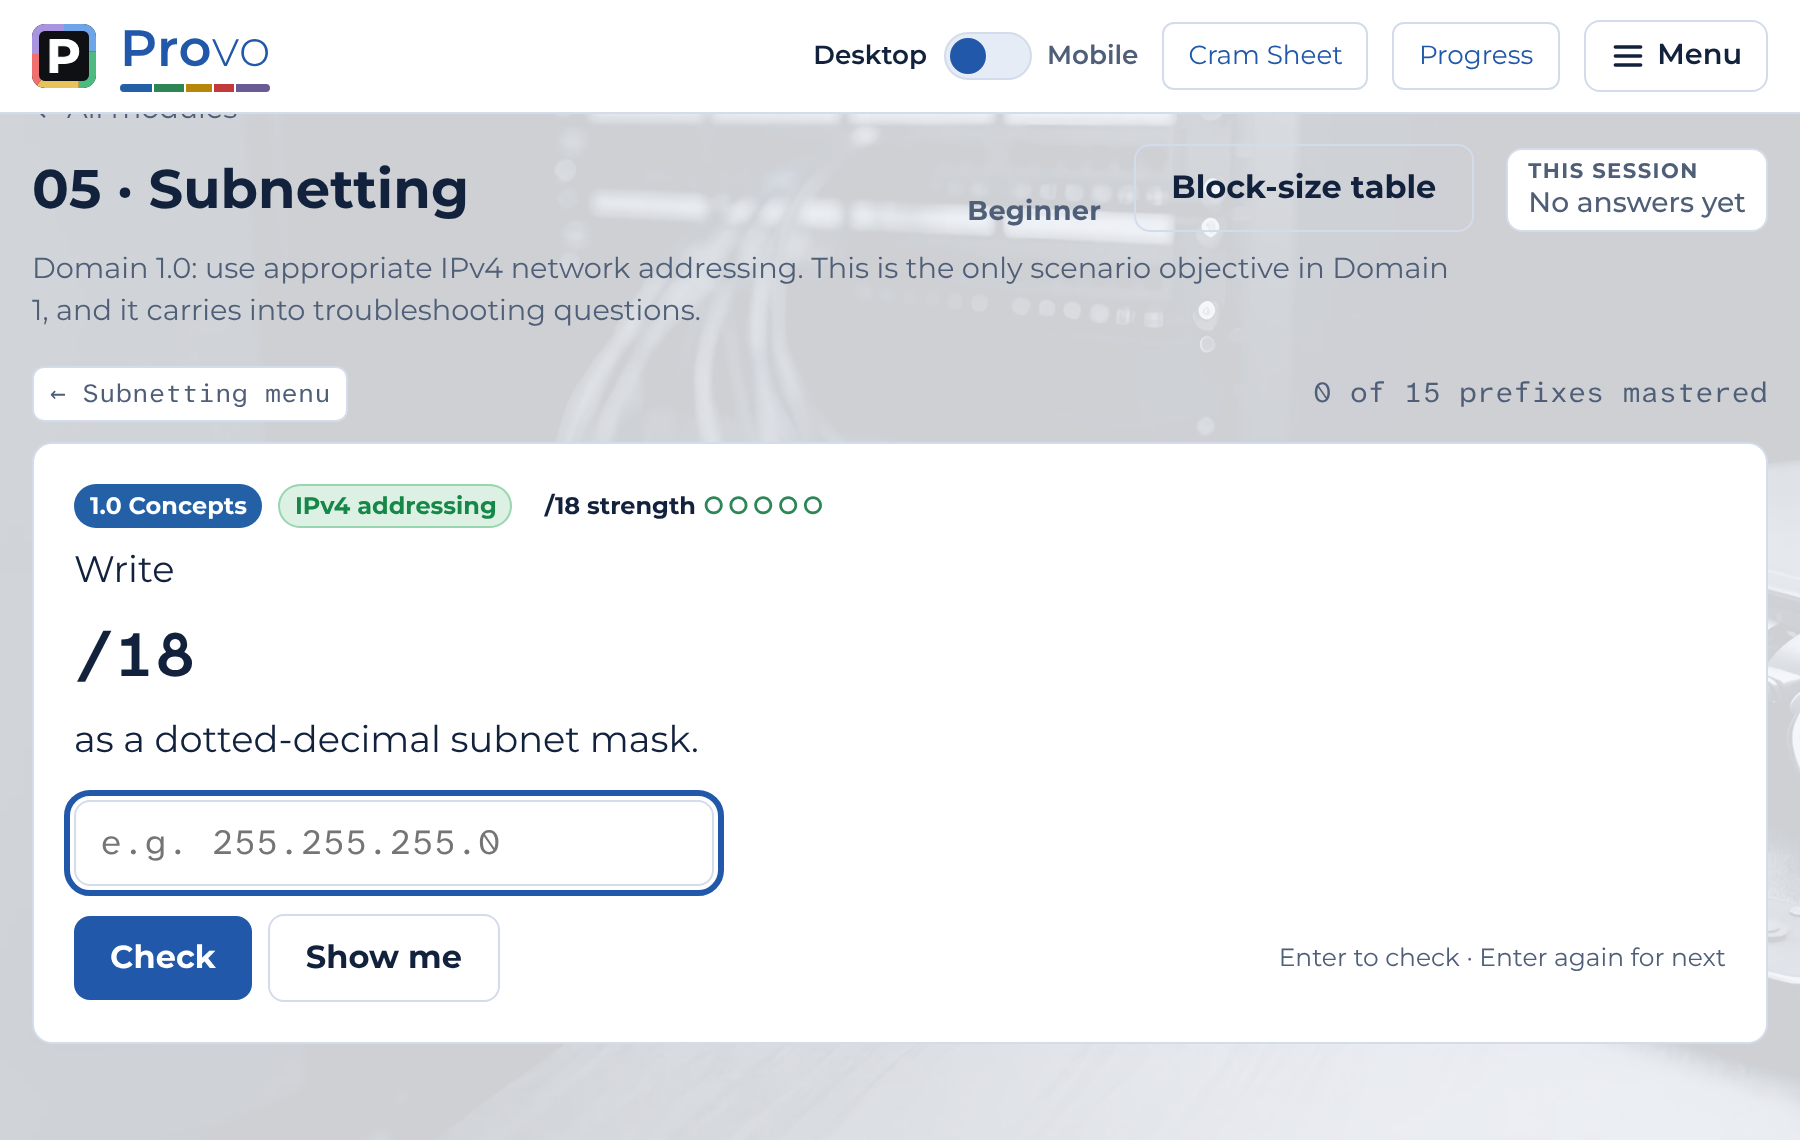 P Provo
Desktop Mobile Cram Sheet Progress Menu
← All modules
05 · Subnetting
Beginner
Block-size table
THIS SESSION
No answers yet
Domain 1.0: use appropriate IPv4 network addressing. This is the only scenario objective in Domain
1, and it carries into troubleshooting questions.
← Subnetting menu
0 of 15 prefixes mastered
1.0 Concepts IPv4 addressing /18 strength
Write
/18
as a dotted-decimal subnet mask.
e.g. 255.255.255.0
Check Show me
Enter to check · Enter again for next